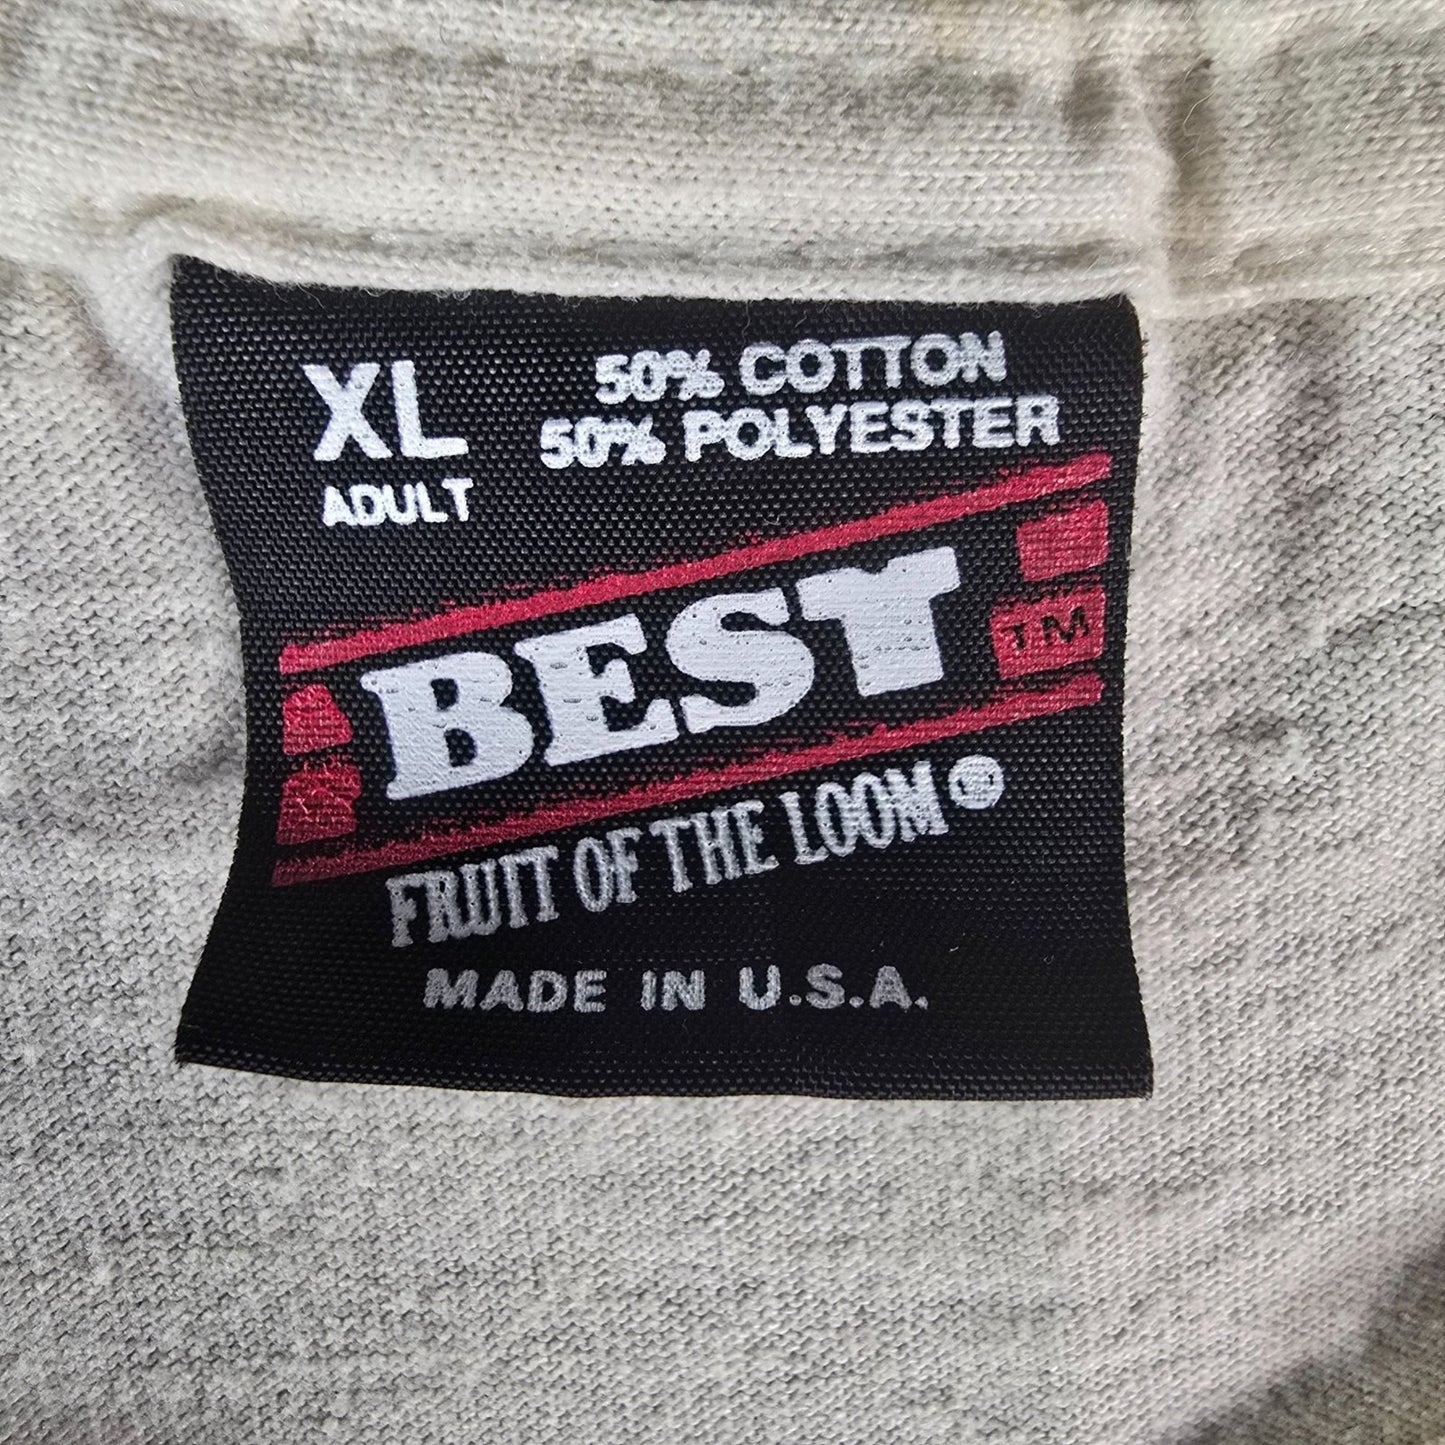 XL
ADULT
50% COTTON
50% POLYESTER
BEST
TM
FRUIT OF THE LOOM®
MADE IN U.S.A.